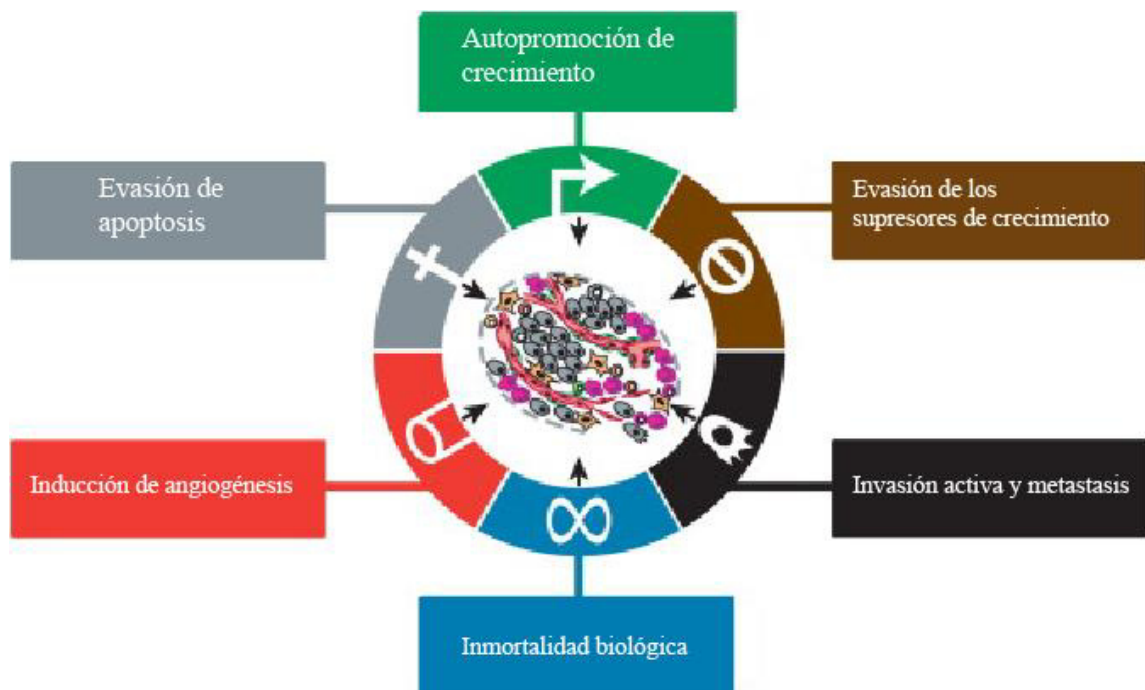 Autopromoción de
crecimiento
Evasión de
apoptosis
Evasión de los
supresores de crecimiento
Inducción de angiogénesis
Invasión activa y metastasis
Inmortalidad biológica